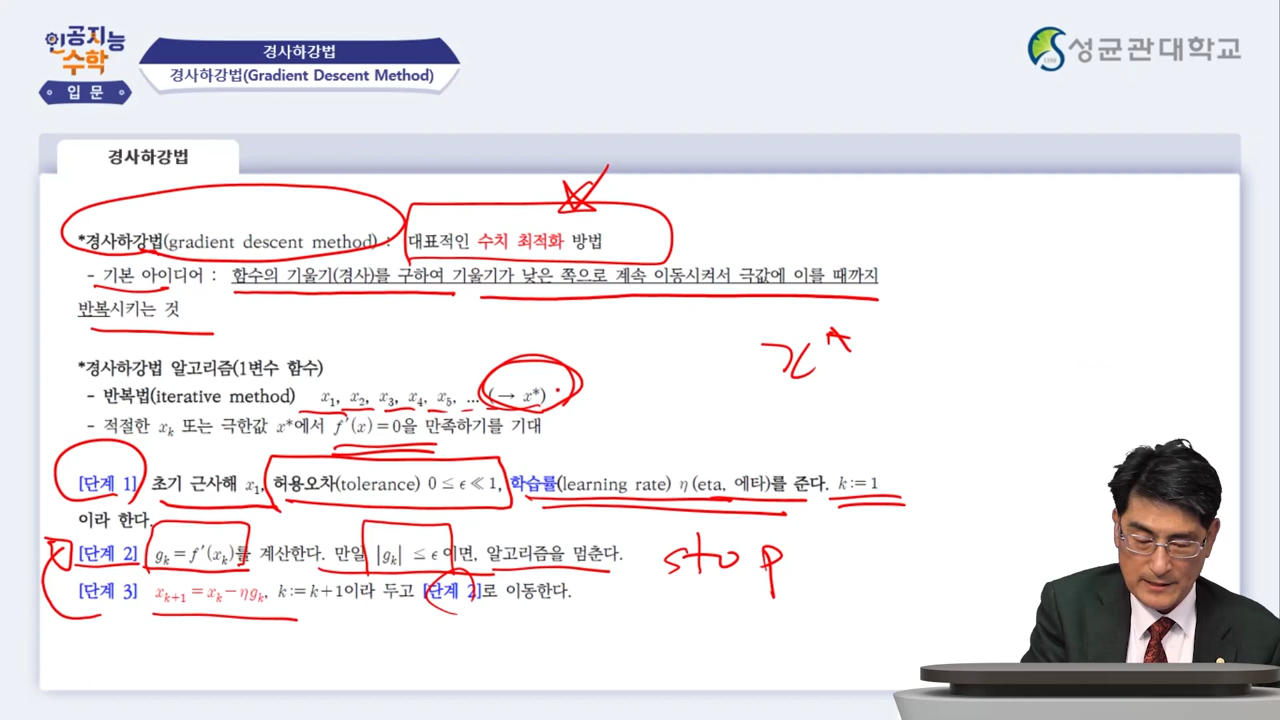 인공지능
수학
입문
경사하강법
경사하강법(Gradient Descent Method)
성균관대학교
경사하강법
*경사하강법(gradient descent method) : 대표적인 수치 최적화 방법
- 기본 아이디어 : 함수의 기울기(경사)를 구하여 기울기가 낮은 쪽으로 계속 이동시켜서 극값에 이를 때까지
반복시키는 것
x*
*경사하강법 알고리즘(1변수 함수)
- 반복법(iterative method) x₁, x₂, x₃, x₄, x₅, … (→ x*)
- 적절한 xₖ 또는 극한값 x*에서 f′(x)=0을 만족하기를 기대
[단계 1] 초기 근사해 x₁, 허용오차(tolerance) 0 ≤ ϵ ≪ 1, 학습률(learning rate) η (eta, 에타)를 준다. k := 1
이라 한다.
[단계 2] gₖ = f′(xₖ)를 계산한다. 만일 |gₖ| ≤ ϵ 이면, 알고리즘을 멈춘다.
stop
[단계 3] xₖ₊₁ = xₖ − ηgₖ, k := k+1이라 두고 [단계 2]로 이동한다.